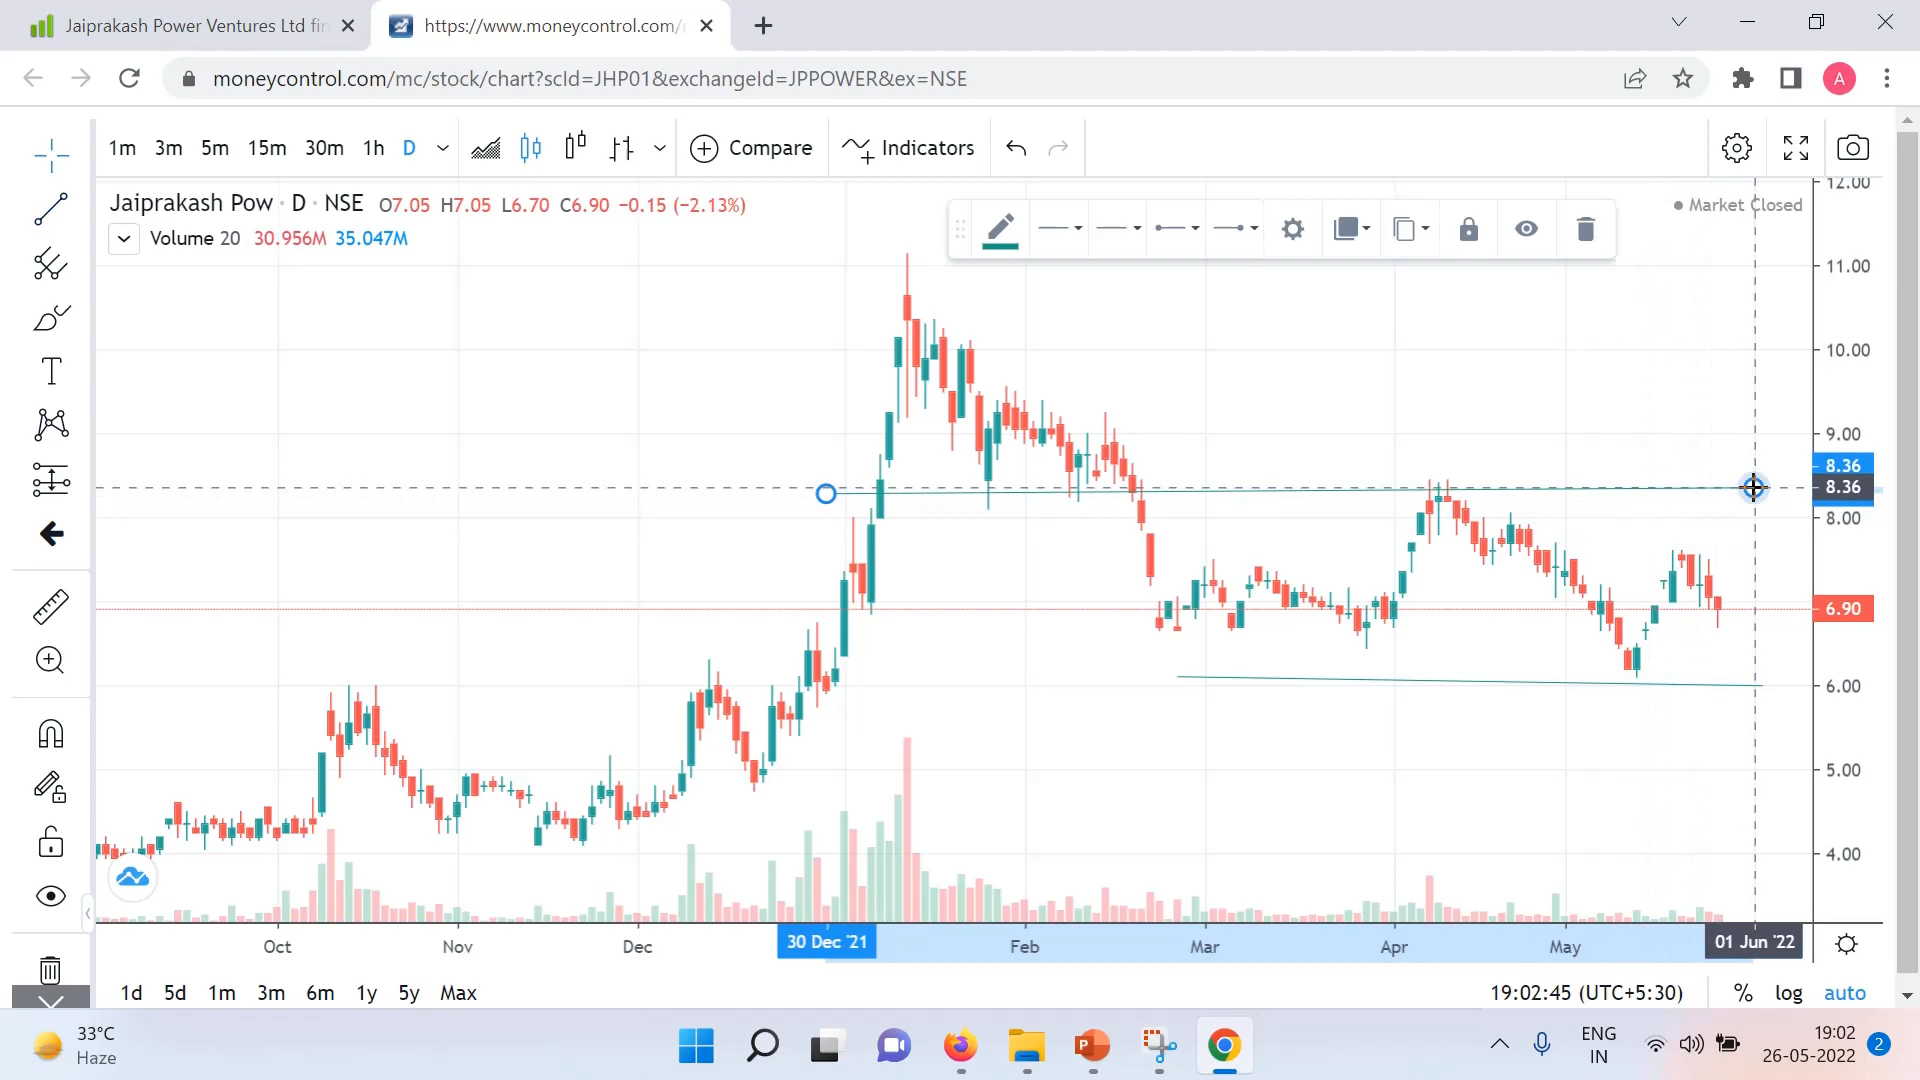 Jaiprakash Power Ventures Ltd fin
https://www.moneycontrol.com/
moneycontrol.com/mc/stock/chart?scId=JHP01&exchangeId=JPPOWER&ex=NSE
A
1m 3m 5m 15m 30m 1h D Compare Indicators
Jaiprakash Pow · D · NSE O7.05 H7.05 L6.70 C6.90 −0.15 (−2.13%)
Market Closed
Volume 20 30.956M 35.047M
T
12.00
11.00
10.00
9.00
8.36
8.36
8.00
6.90
6.00
5.00
4.00
Oct Nov Dec 30 Dec '21 Feb Mar Apr May 01 Jun '22
1d 5d 1m 3m 6m 1y 5y Max
19:02:45 (UTC+5:30) % log auto
33°C
Haze
P
ENG
IN
19:02
26-05-2022
2